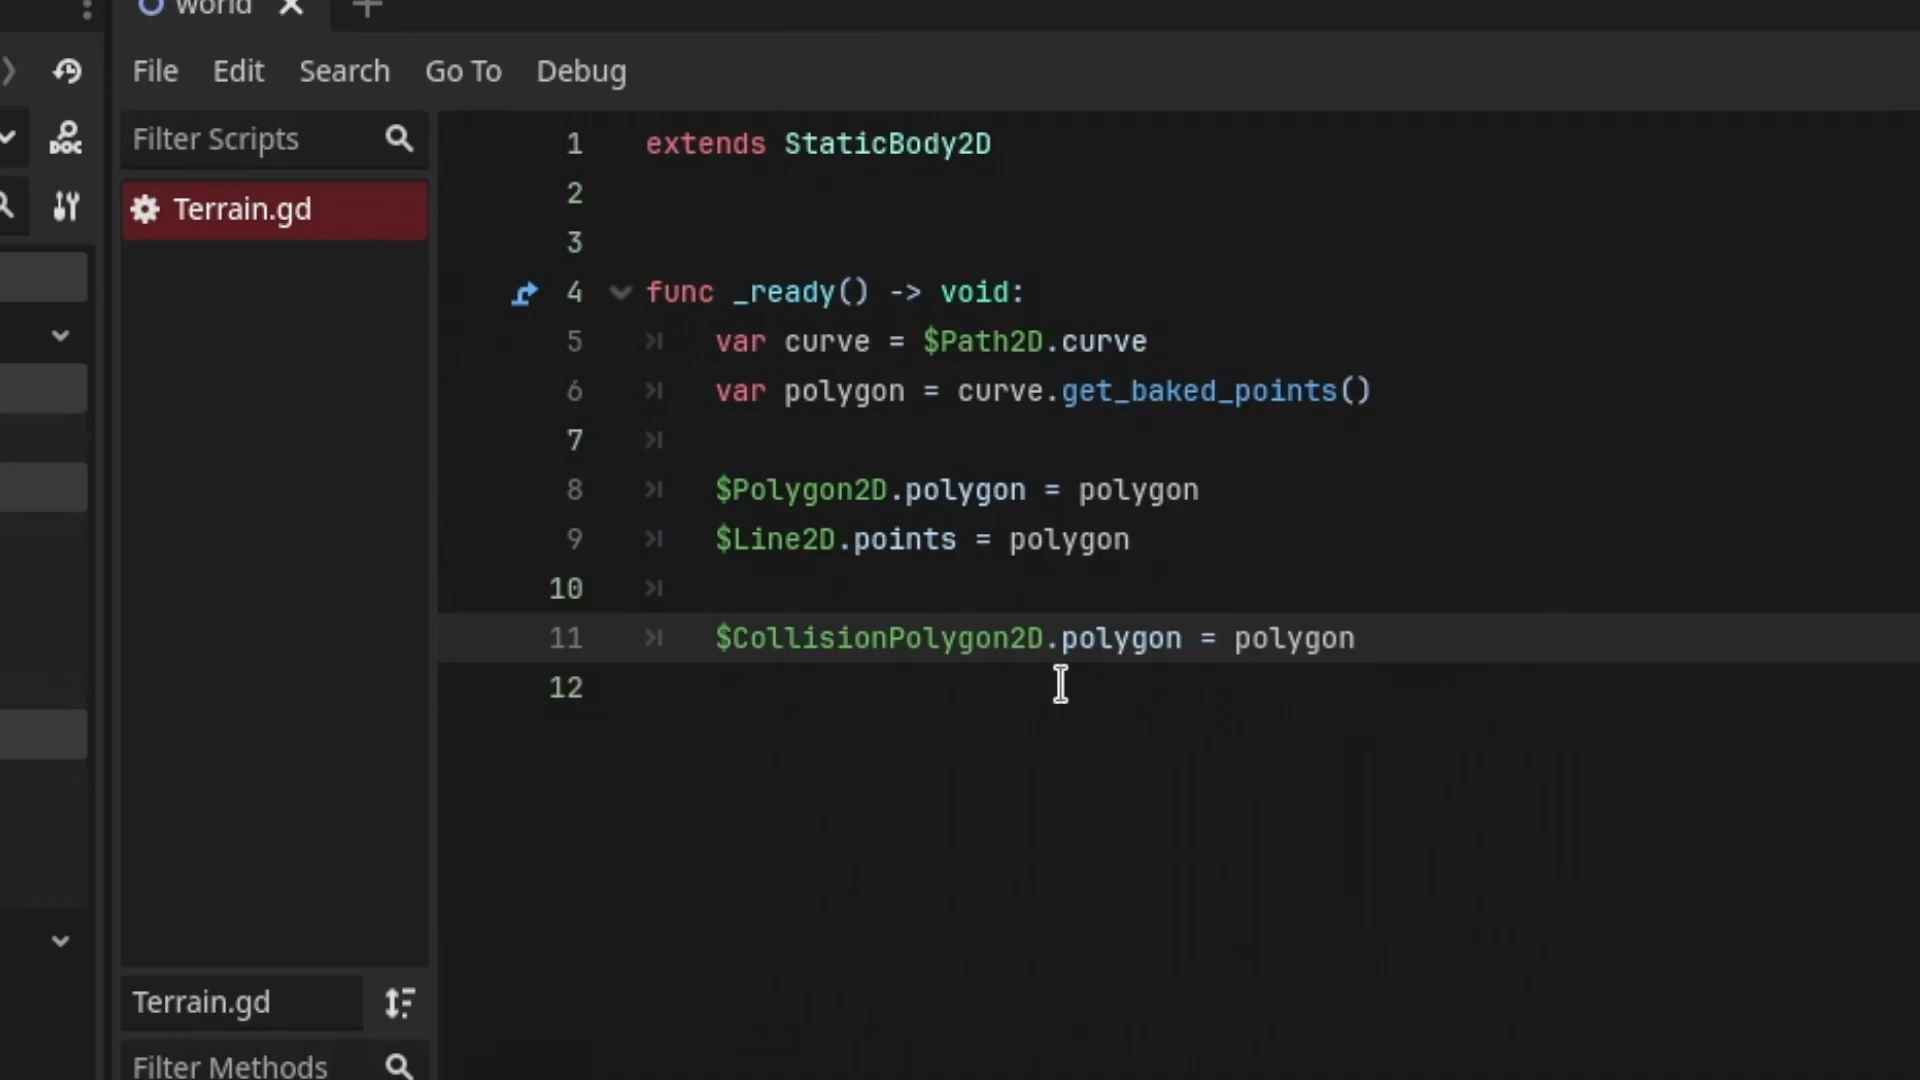 World
File Edit Search Go To Debug
Filter Scripts
DOC
Terrain.gd
1 extends StaticBody2D
2
3
4 func _ready() -> void:
5 var curve = $Path2D.curve
6 var polygon = curve.get_baked_points()
7
8 $Polygon2D.polygon = polygon
9 $Line2D.points = polygon
10
11 $CollisionPolygon2D.polygon = polygon
12
Terrain.gd
Filter Methods